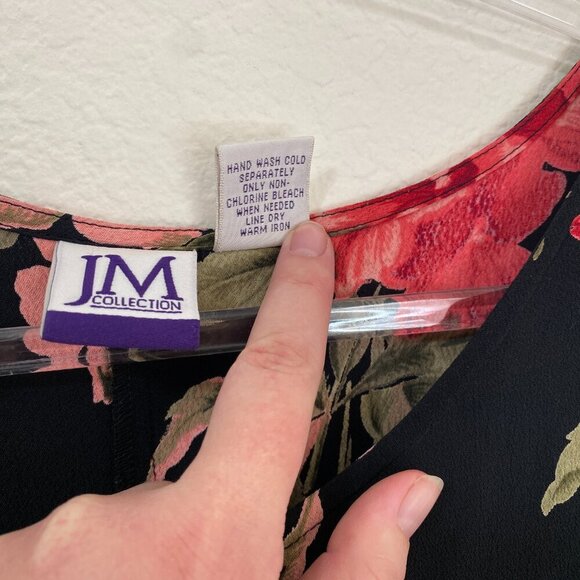 HAND WASH COLD
SEPARATELY
ONLY NON-
CHLORINE BLEACH
WHEN NEEDED
LINE DRY
WARM IRON
JM
COLLECTION